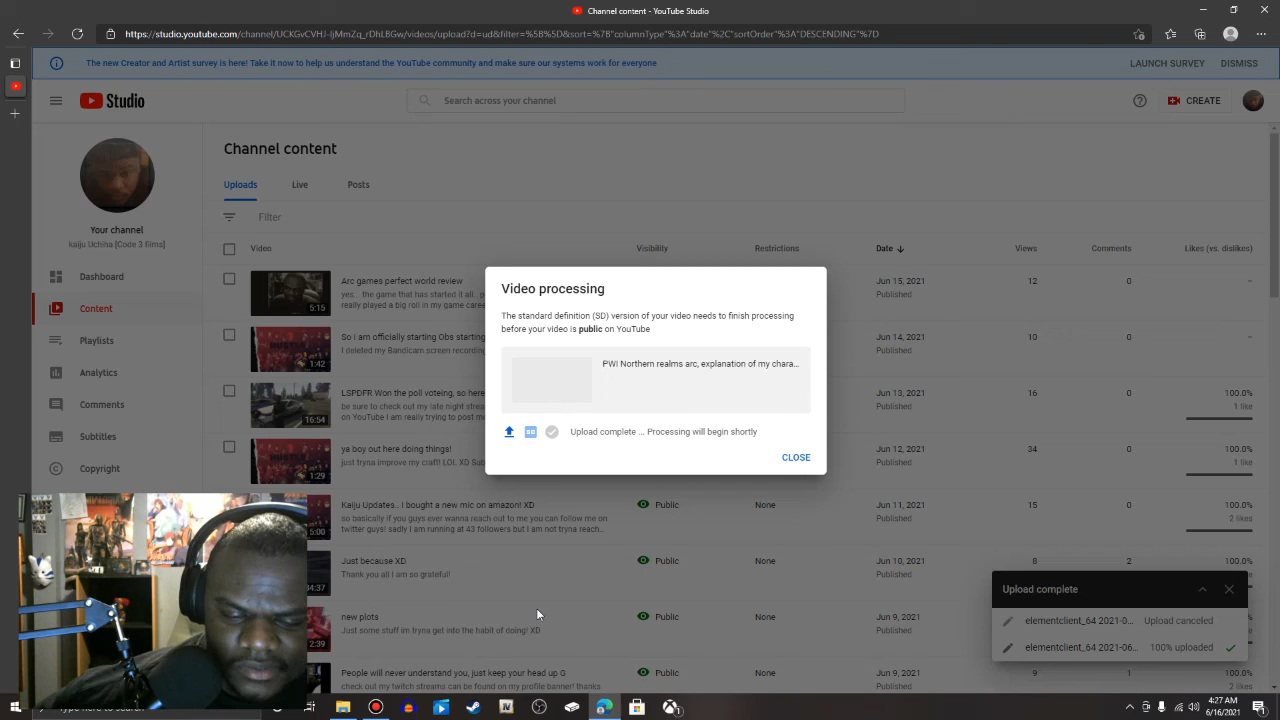 Channel content - YouTube Studio
https://studio.youtube.com/channel/UCKGvCVHJ-IjMmZq_rDhLBGw/videos/upload?d=ud&filter=%5B%5D&sort=%7B"columnType"%3A"date"%2C"sortOrder"%3A"DESCENDING"%7D
The new Creator and Artist survey is here! Take it now to help us understand the YouTube community and make sure our systems work for everyone
LAUNCH SURVEY DISMISS
Studio
Search across your channel
CREATE
Channel content
Uploads Live Posts
Filter
Your channel
kaiju Uchiha [Code 3 films]
Dashboard
Content
Playlists
Analytics
Comments
Subtitles
Copyright
Video Visibility Restrictions Date Views Comments Likes (vs. dislikes)
Arc games perfect world review Jun 15, 2021 12 0 –
yes... the game that has started it all... p
really played a big roll in my game caree
Published
5:15
So I am officially starting Obs starting Jun 14, 2021 10 0 –
I deleted my Bandicam screen recording Published
1:42
LSPDFR Won the poll voteing, so here Jun 13, 2021 16 0 100.0%
be sure to check out my late night stre
on YouTube I am really trying to post m
Published 1 like
16:54
ya boy out here doing things! Jun 12, 2021 34 0 100.0%
just tryna improve my craft! LOL XD Sub Published 1 like
1:29
Kaiju Updates.. I bought a new mic on amazon! XD Public None Jun 11, 2021 15 0 100.0%
so basically if you guys ever wanna reach out to me you can follow me on
twitter guys! sadly I am running at 43 followers but I am not tryna reach...
Published 2 likes
5:00
Just because XD Public None Jun 10, 2021 8 2 100.0%
Thank you all I am so grateful! Published 2 likes
34:37
new plots Public None Jun 9, 2021
Just some stuff im tryna get into the habit of doing! XD Published
2:39
People will never understand you, just keep your head up G Public None Jun 9, 2021 9 1 100.0%
check out my twitch streams can be found on my profile banner! thanks Published
Video processing
The standard definition (SD) version of your video needs to finish processing
before your video is public on YouTube
PWI Northern realms arc, explanation of my chara...
SD
Upload complete ... Processing will begin shortly
CLOSE
Upload complete
elementclient_64 2021-0... Upload canceled
elementclient_64 2021-06... 100% uploaded
4:27 AM
6/16/2021